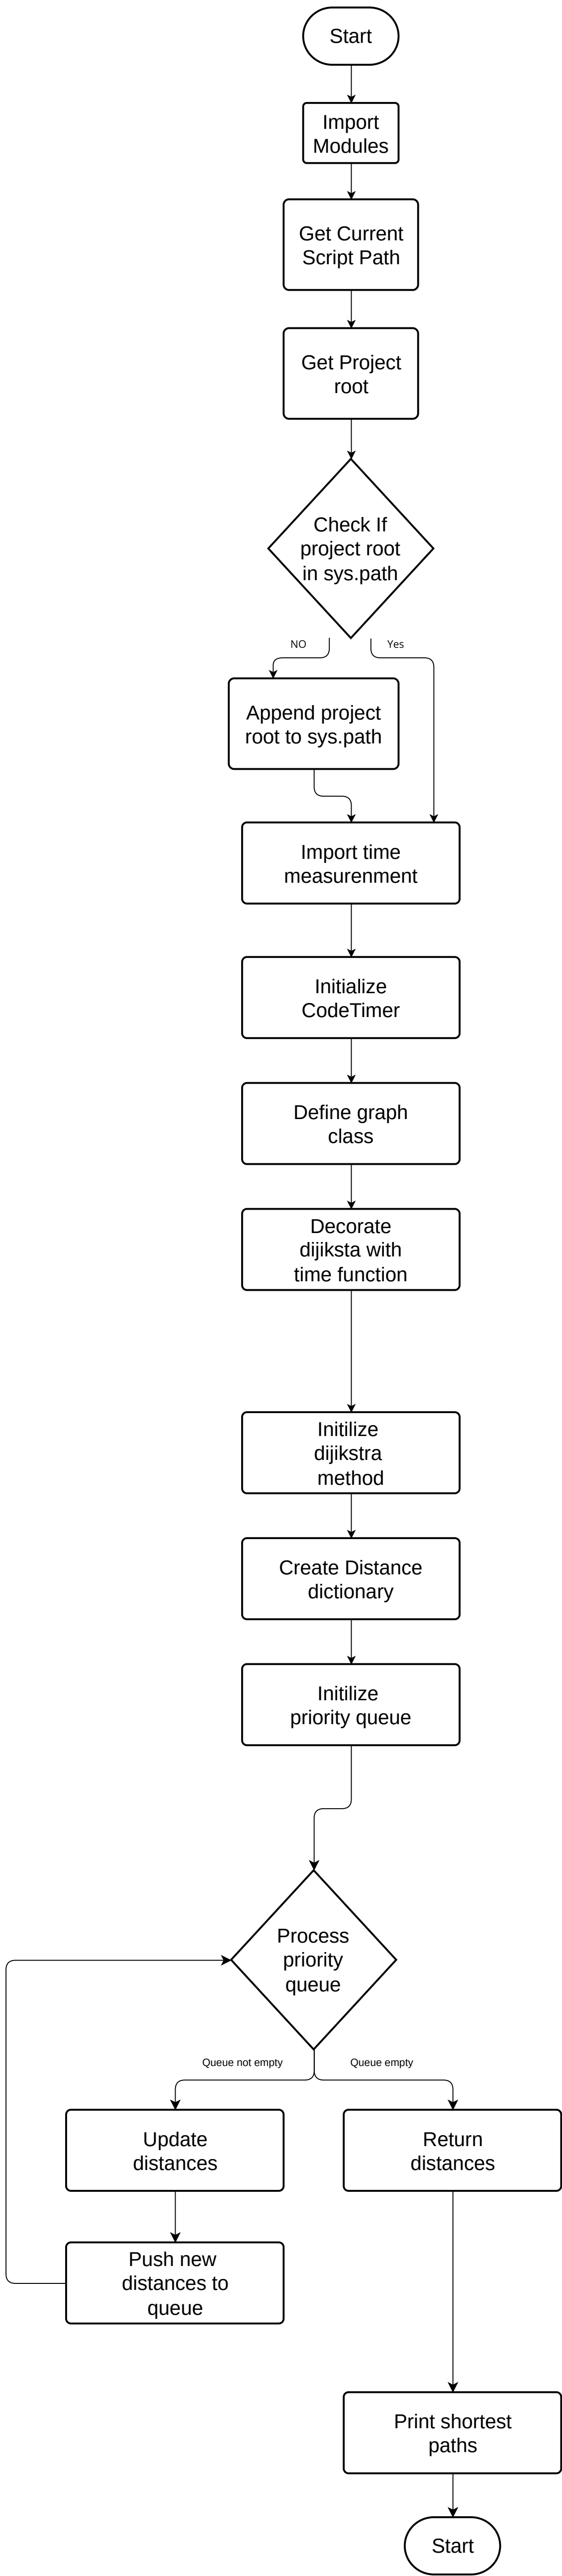 Start
Import
Modules
Get Current
Script Path
Get Project
root
Check If
project root
in sys.path
NO
Yes
Append project
root to sys.path
Import time
measurenment
Initialize
CodeTimer
Define graph
class
Decorate
dijiksta with
time function
Initilize
dijikstra
method
Create Distance
dictionary
Initilize
priority queue
Process
priority
queue
Queue not empty
Queue empty
Update
distances
Return
distances
Push new
distances to
queue
Print shortest
paths
Start